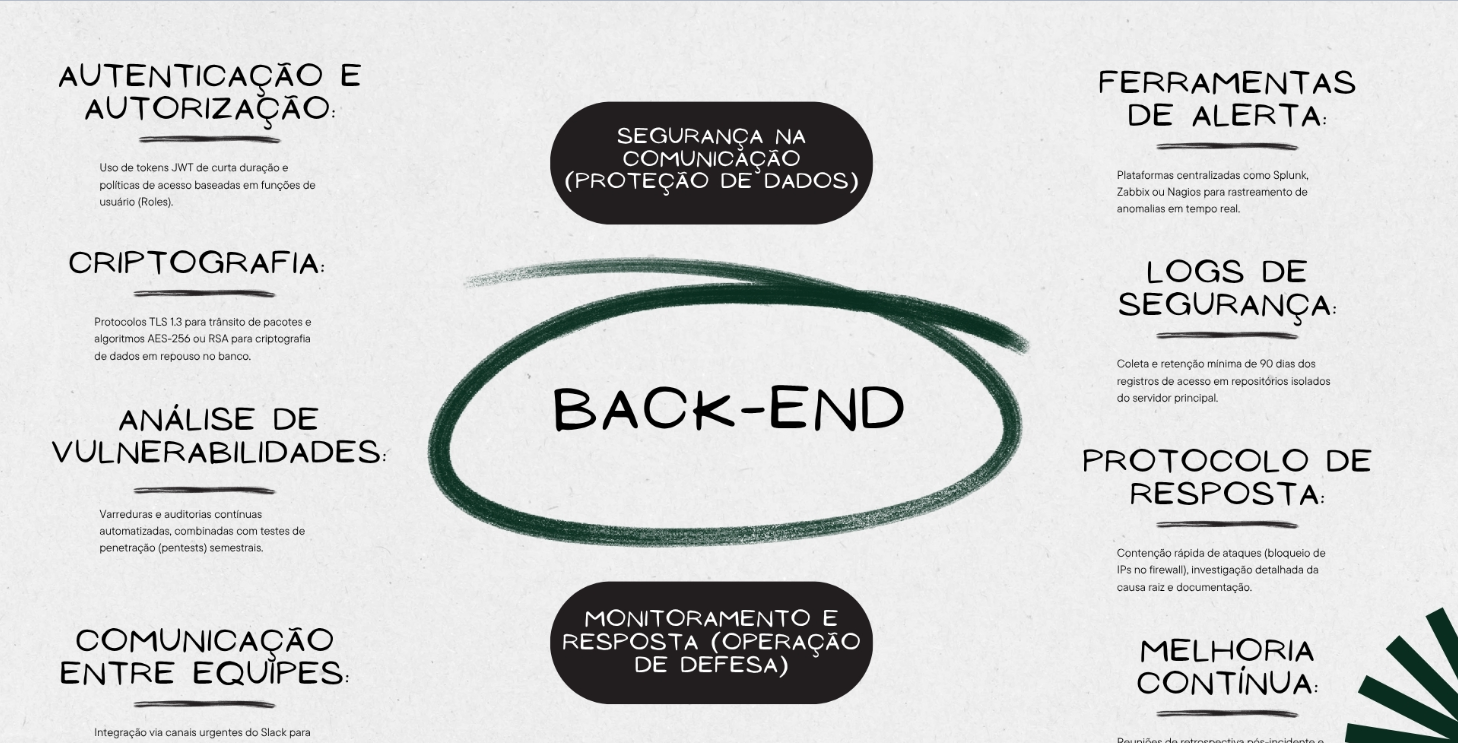 AUTENTICAÇÃO E
AUTORIZAÇÃO:
Uso de tokens JWT de curta duração e
políticas de acesso baseadas em funções de
usuário (Roles).
CRIPTOGRAFIA:
Protocolos TLS 1.3 para trânsito de pacotes e
algoritmos AES-256 ou RSA para criptografia
de dados em repouso no banco.
ANÁLISE DE
VULNERABILIDADES:
Varreduras e auditorias contínuas
automatizadas, combinadas com testes de
penetração (pentests) semestrais.
COMUNICAÇÃO
ENTRE EQUIPES:
Integração via canais urgentes do Slack para
SEGURANÇA NA
COMUNICAÇÃO
(PROTEÇÃO DE DADOS)
BACK-END
MONITORAMENTO E
RESPOSTA (OPERAÇÃO
DE DEFESA)
FERRAMENTAS
DE ALERTA:
Plataformas centralizadas como Splunk,
Zabbix ou Nagios para rastreamento de
anomalias em tempo real.
LOGS DE
SEGURANÇA:
Coleta e retenção mínima de 90 dias dos
registros de acesso em repositórios isolados
do servidor principal.
PROTOCOLO DE
RESPOSTA:
Contenção rápida de ataques (bloqueio de
IPs no firewall), investigação detalhada da
causa raiz e documentação.
MELHORIA
CONTÍNUA:
Reuniões de retrospectiva pós-incidente e